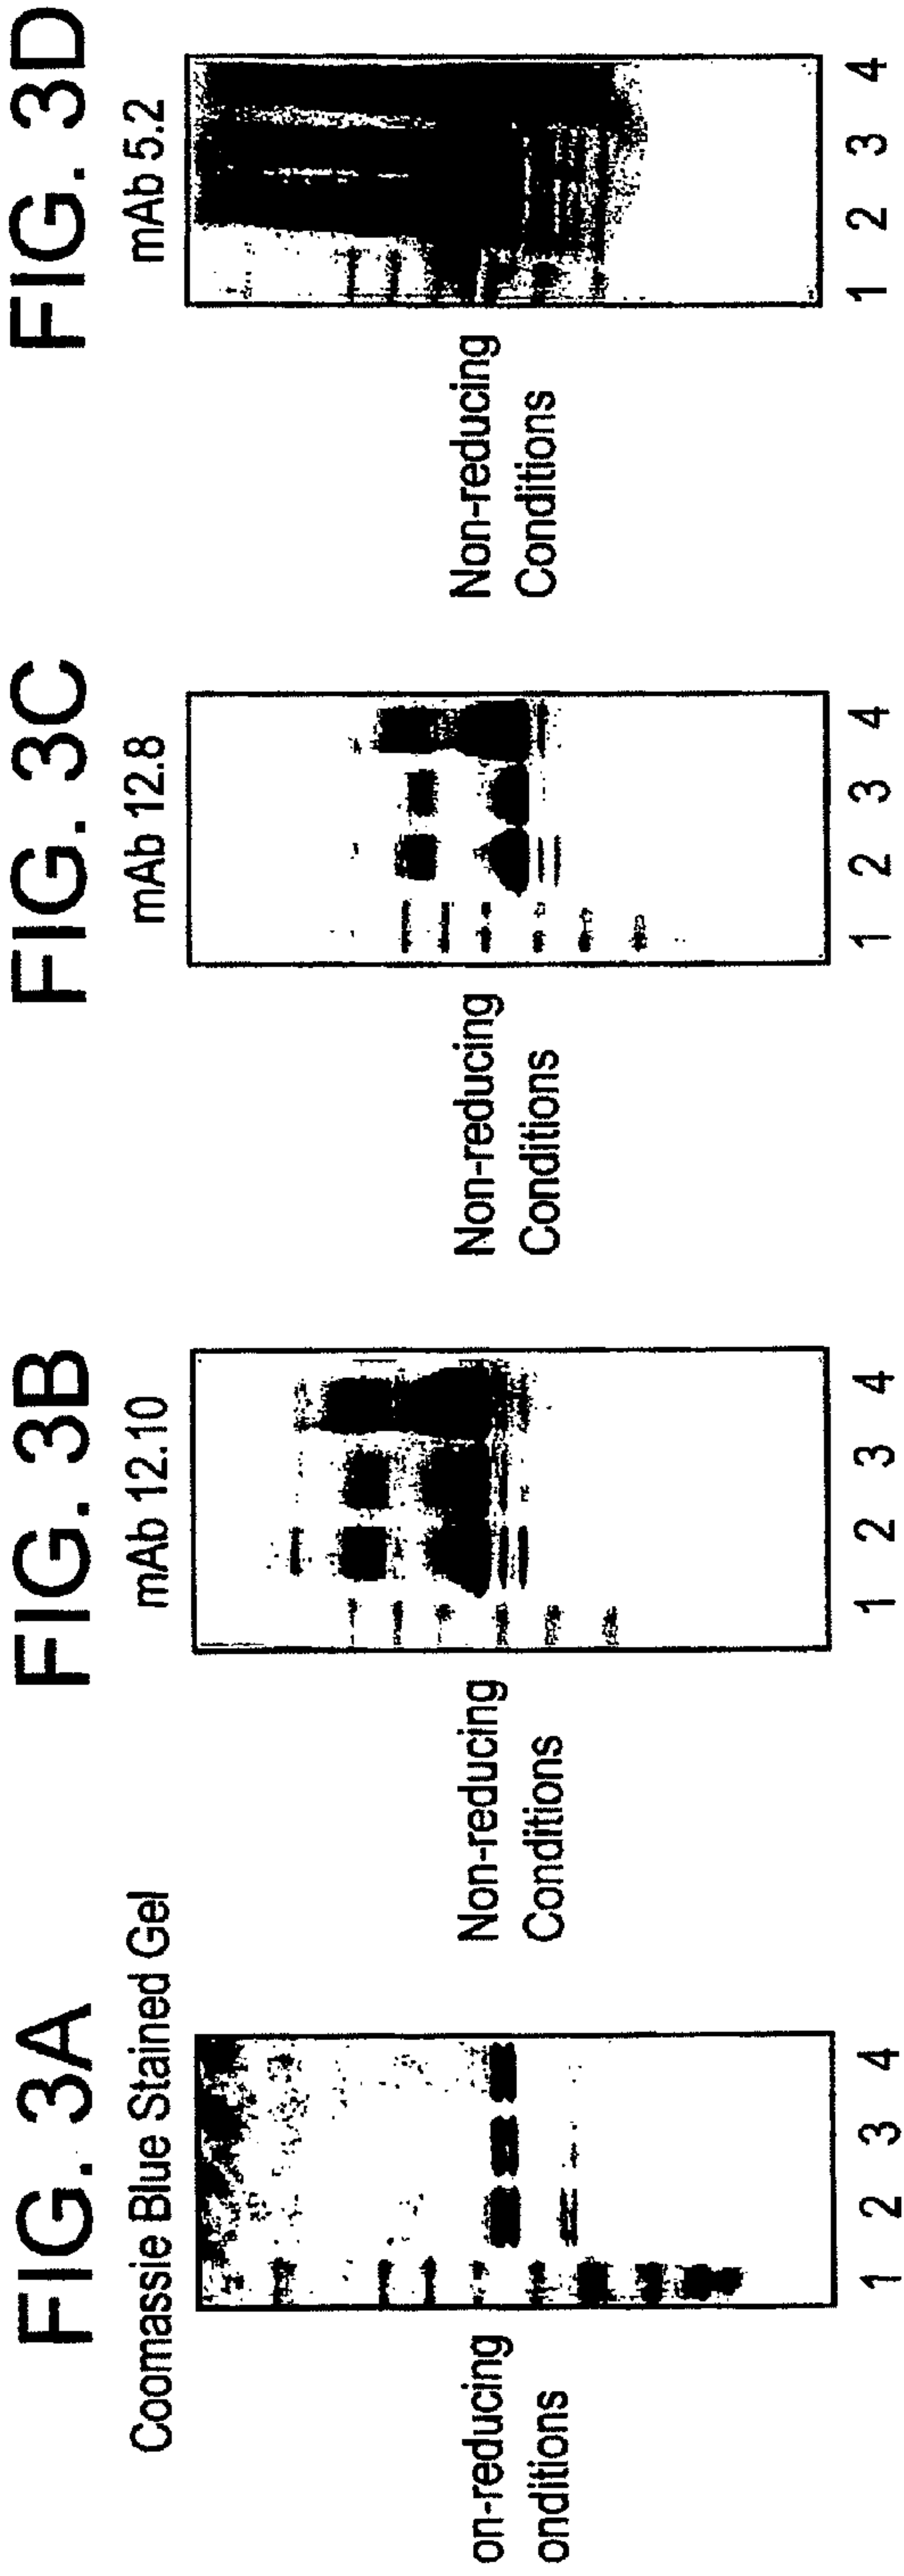 FIG. 3A
Coomassie Blue Stained Gel
on-reducing
onditions
1 2 3 4
FIG. 3B
mAb 12.10
Non-reducing
Conditions
1 2 3 4
FIG. 3C
mAb 12.8
Non-reducing
Conditions
1 2 3 4
FIG. 3D
mAb 5.2
Non-reducing
Conditions
1 2 3 4